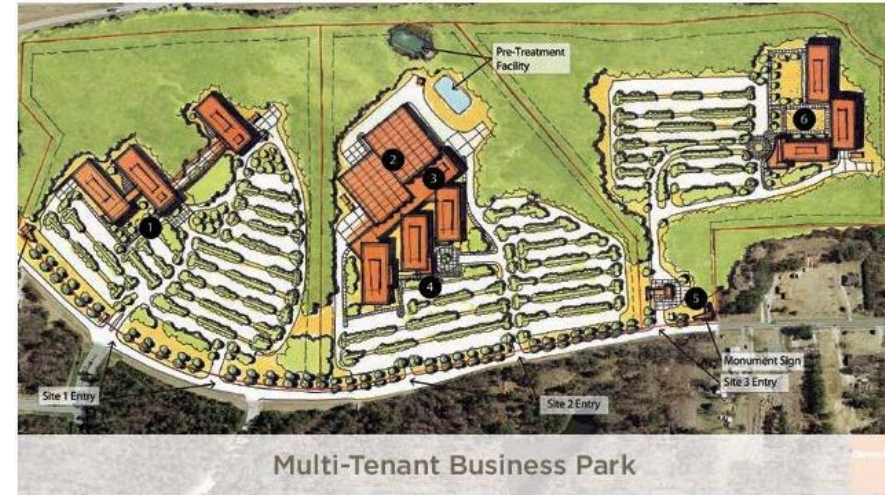 Pre-Treatment
Facility
6
2
3
1
4
5
Monument Sign
Site 3 Entry
Site 1 Entry
Site 2 Entry
Multi-Tenant Business Park